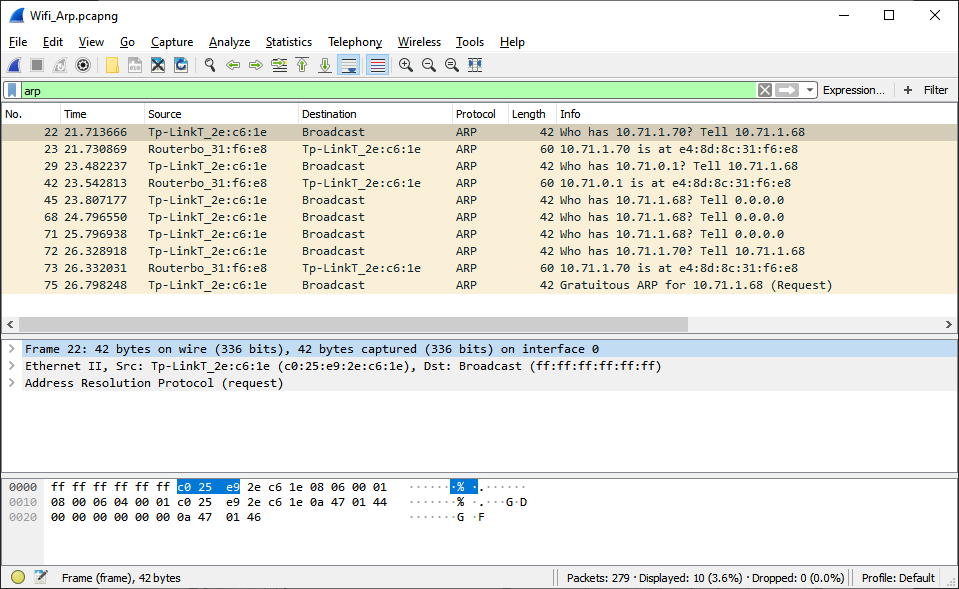 Wifi_Arp.pcapng
File Edit View Go Capture Analyze Statistics Telephony Wireless Tools Help
arp Expression... + Filter
No. Time Source Destination Protocol Length Info
22 21.713666 Tp-LinkT_2e:c6:1e Broadcast ARP 42 Who has 10.71.1.70? Tell 10.71.1.68
23 21.730869 Routerbo_31:f6:e8 Tp-LinkT_2e:c6:1e ARP 60 10.71.1.70 is at e4:8d:8c:31:f6:e8
29 23.482237 Tp-LinkT_2e:c6:1e Broadcast ARP 42 Who has 10.71.0.1? Tell 10.71.1.68
42 23.542813 Routerbo_31:f6:e8 Tp-LinkT_2e:c6:1e ARP 60 10.71.0.1 is at e4:8d:8c:31:f6:e8
45 23.807177 Tp-LinkT_2e:c6:1e Broadcast ARP 42 Who has 10.71.1.68? Tell 0.0.0.0
68 24.796550 Tp-LinkT_2e:c6:1e Broadcast ARP 42 Who has 10.71.1.68? Tell 0.0.0.0
71 25.796938 Tp-LinkT_2e:c6:1e Broadcast ARP 42 Who has 10.71.1.68? Tell 0.0.0.0
72 26.328918 Tp-LinkT_2e:c6:1e Broadcast ARP 42 Who has 10.71.1.70? Tell 10.71.1.68
73 26.332031 Routerbo_31:f6:e8 Tp-LinkT_2e:c6:1e ARP 60 10.71.1.70 is at e4:8d:8c:31:f6:e8
75 26.798248 Tp-LinkT_2e:c6:1e Broadcast ARP 42 Gratuitous ARP for 10.71.1.68 (Request)
Frame 22: 42 bytes on wire (336 bits), 42 bytes captured (336 bits) on interface 0
Ethernet II, Src: Tp-LinkT_2e:c6:1e (c0:25:e9:2e:c6:1e), Dst: Broadcast (ff:ff:ff:ff:ff:ff)
Address Resolution Protocol (request)
0000 ff ff ff ff ff ff c0 25 e9 2e c6 1e 08 06 00 01 ·······% ·.······
0010 08 00 06 04 00 01 c0 25 e9 2e c6 1e 0a 47 01 44 ·······% ·.···G·D
0020 00 00 00 00 00 00 0a 47 01 46 ·······G ·F
Frame (frame), 42 bytes Packets: 279 · Displayed: 10 (3.6%) · Dropped: 0 (0.0%) Profile: Default